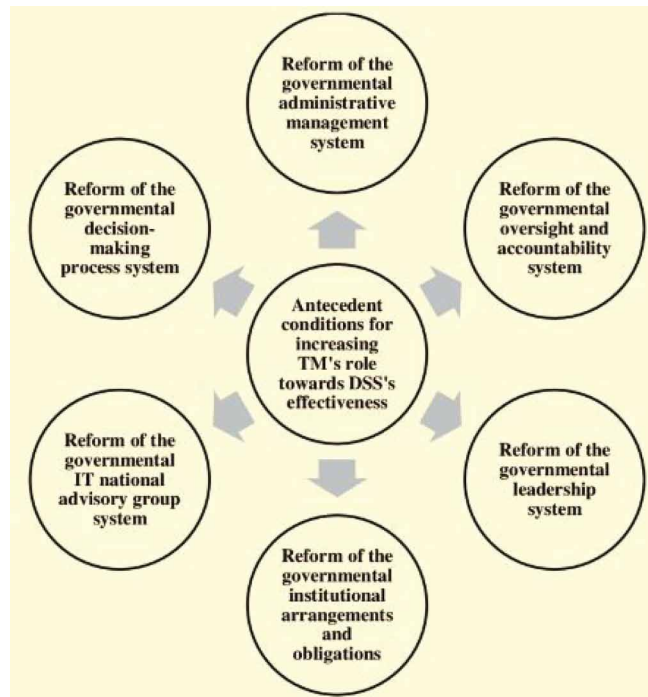 Reform of the
governmental
administrative
management
system
Reform of the
governmental
decision-
making
process system
Reform of the
governmental
oversight and
accountability
system
Antecedent
conditions for
increasing
TM's role
towards DSS's
effectiveness
Reform of the
governmental
IT national
advisory group
system
Reform of the
governmental
leadership
system
Reform of the
governmental
institutional
arrangements
and
obligations